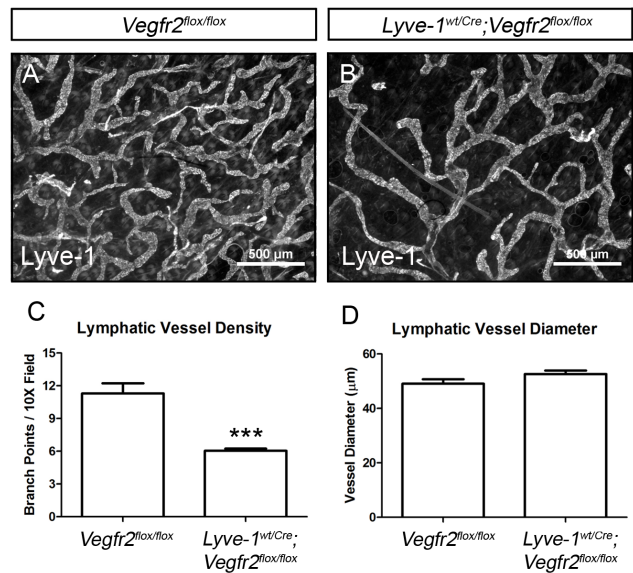 Vegfr2flox/flox
Lyve-1wt/Cre;Vegfr2flox/flox
A
B
Lyve-1
500 µm
Lyve-1
500 µm
C
D
Lymphatic Vessel Density
Lymphatic Vessel Diameter
Branch Points / 10X Field
15
12
9
6
3
0
***
Vegfr2flox/flox
Lyve-1wt/Cre;
Vegfr2flox/flox
Vessel Diameter (µm)
60
40
20
0
Vegfr2flox/flox
Lyve-1wt/Cre;
Vegfr2flox/flox